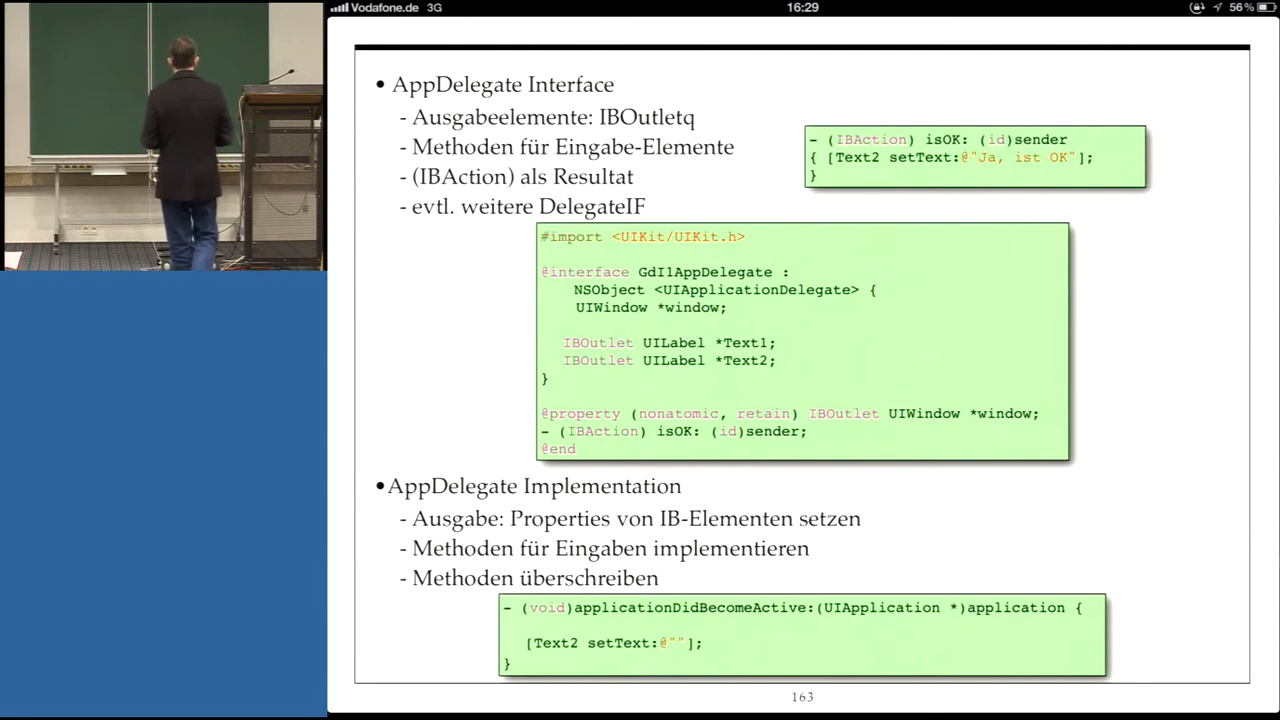 Vodafone.de 3G 16:29 56%
• AppDelegate Interface
- Ausgabeelemente: IBOutletq
- Methoden für Eingabe-Elemente
- (IBAction) als Resultat
- evtl. weitere DelegateIF
- (IBAction) isOK: (id)sender
{ [Text2 setText:@"Ja, ist OK"];
}
#import <UIKit/UIKit.h>
@interface GdI1AppDelegate :
NSObject <UIApplicationDelegate> {
UIWindow *window;
IBOutlet UILabel *Text1;
IBOutlet UILabel *Text2;
}
@property (nonatomic, retain) IBOutlet UIWindow *window;
- (IBAction) isOK: (id)sender;
@end
•AppDelegate Implementation
- Ausgabe: Properties von IB-Elementen setzen
- Methoden für Eingaben implementieren
- Methoden überschreiben
- (void)applicationDidBecomeActive:(UIApplication *)application {
[Text2 setText:@""];
}
163